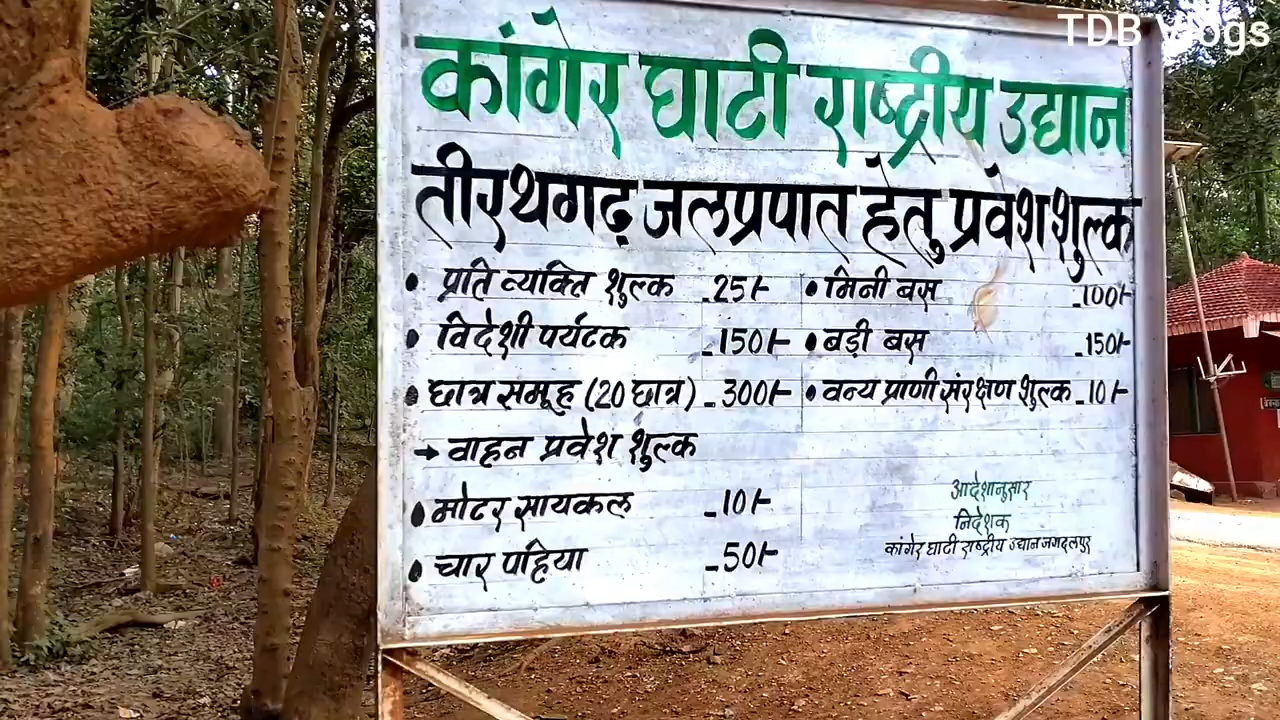 TDB Vlogs
कांगेर घाटी राष्ट्रीय उद्यान
तीरथगढ़ जलप्रपात हेतु प्रवेश शुल्क
• प्रति व्यक्ति शुल्क - 25/-
• विदेशी पर्यटक - 150/-
• छात्र समूह (20 छात्र) - 300/-
→ वाहन प्रवेश शुल्क
• मोटर सायकल - 10/-
• चार पहिया - 50/-
• मिनी बस - 100/-
• बड़ी बस - 150/-
• वन्य प्राणी संरक्षण शुल्क - 10/-
आदेशानुसार
निदेशक
कांगेर घाटी राष्ट्रीय उद्यान जगदलपुर